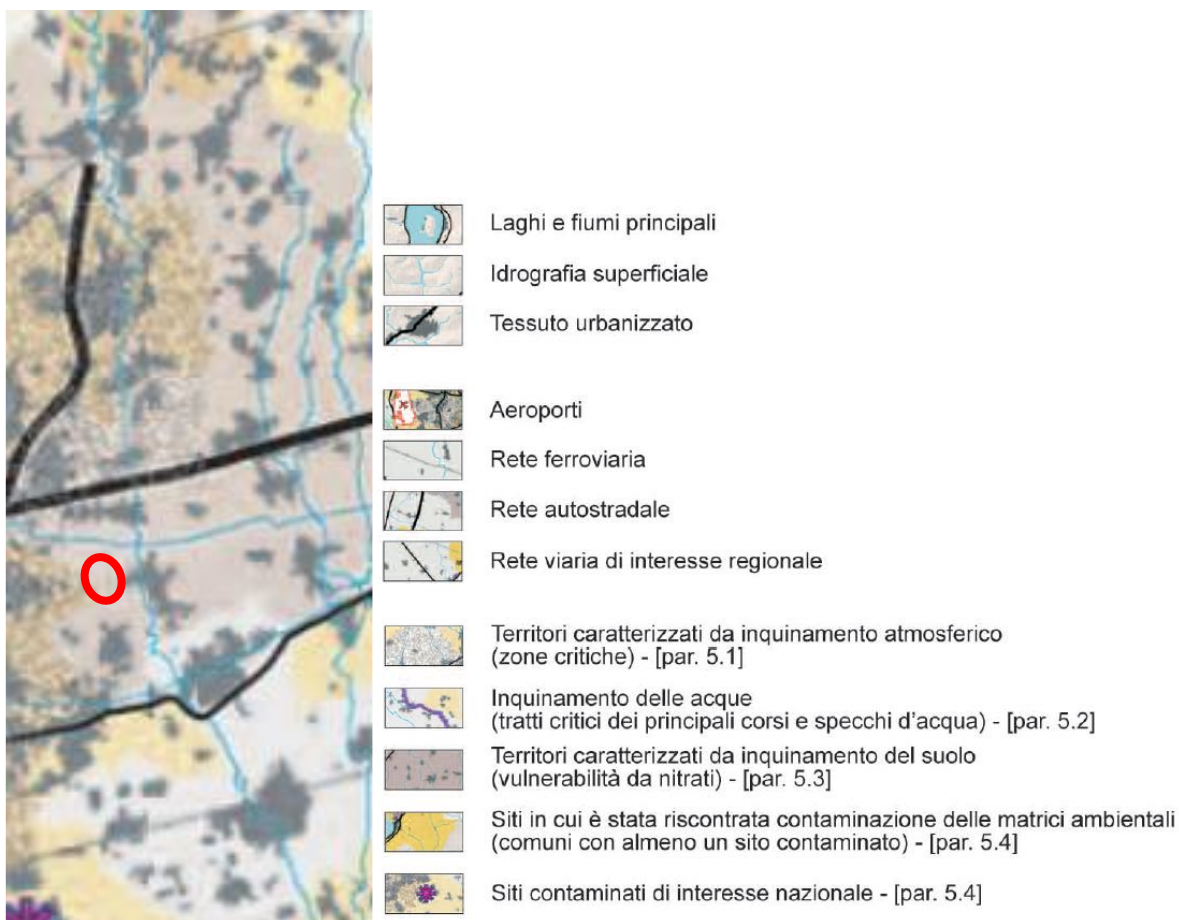 Laghi e fiumi principali
Idrografia superficiale
Tessuto urbanizzato
Aeroporti
Rete ferroviaria
Rete autostradale
Rete viaria di interesse regionale
Territori caratterizzati da inquinamento atmosferico
(zone critiche) - [par. 5.1]
Inquinamento delle acque
(tratti critici dei principali corsi e specchi d'acqua) - [par. 5.2]
Territori caratterizzati da inquinamento del suolo
(vulnerabilità da nitrati) - [par. 5.3]
Siti in cui è stata riscontrata contaminazione delle matrici ambientali
(comuni con almeno un sito contaminato) - [par. 5.4]
Siti contaminati di interesse nazionale - [par. 5.4]